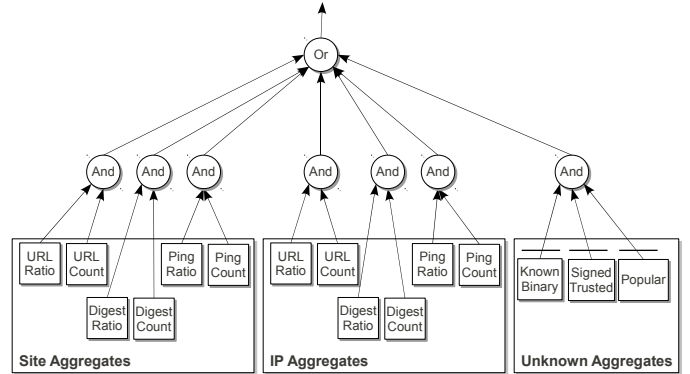 Or
And And And And And And And
URL Ratio URL Count Ping Ratio Ping Count
Digest Ratio Digest Count
Site Aggregates
URL Ratio URL Count Ping Ratio Ping Count
Digest Ratio Digest Count
IP Aggregates
Known Binary Signed Trusted Popular
Unknown Aggregates